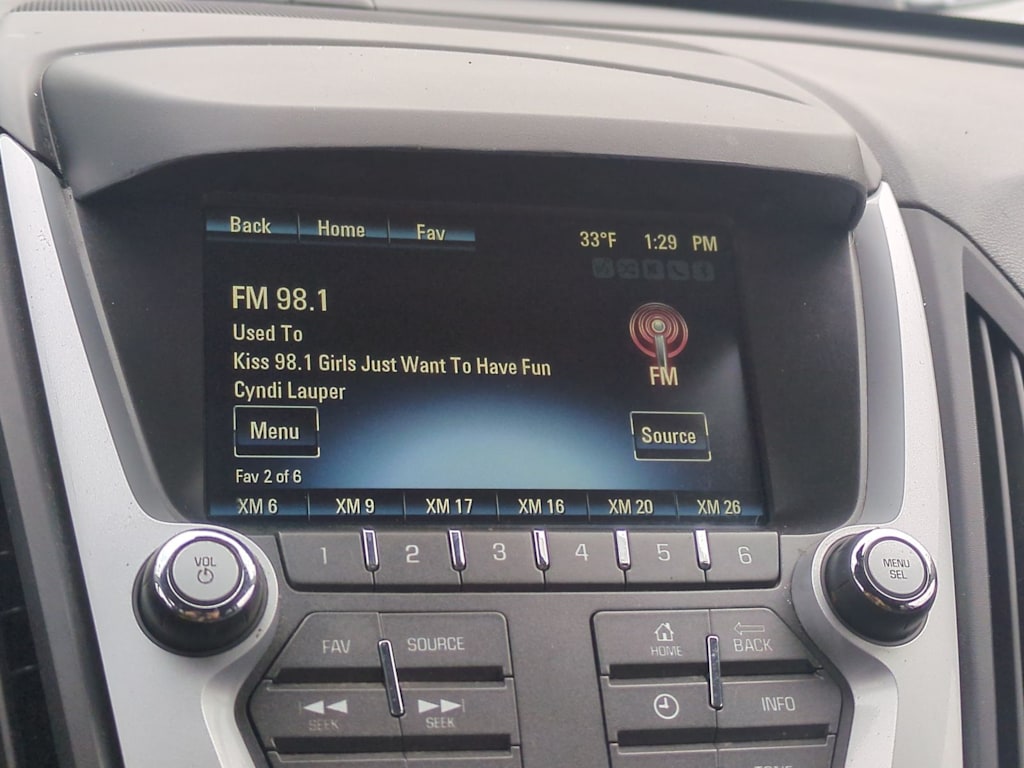 Back Home Fav 33°F 1:29 PM
FM 98.1
Used To
Kiss 98.1 Girls Just Want To Have Fun
Cyndi Lauper
FM
Menu Source
Fav 2 of 6
XM 6 XM 9 XM 17 XM 16 XM 20 XM 26
1 2 3 4 5 6
VOL
MENU
SEL
FAV SOURCE
HOME BACK
SEEK SEEK
INFO